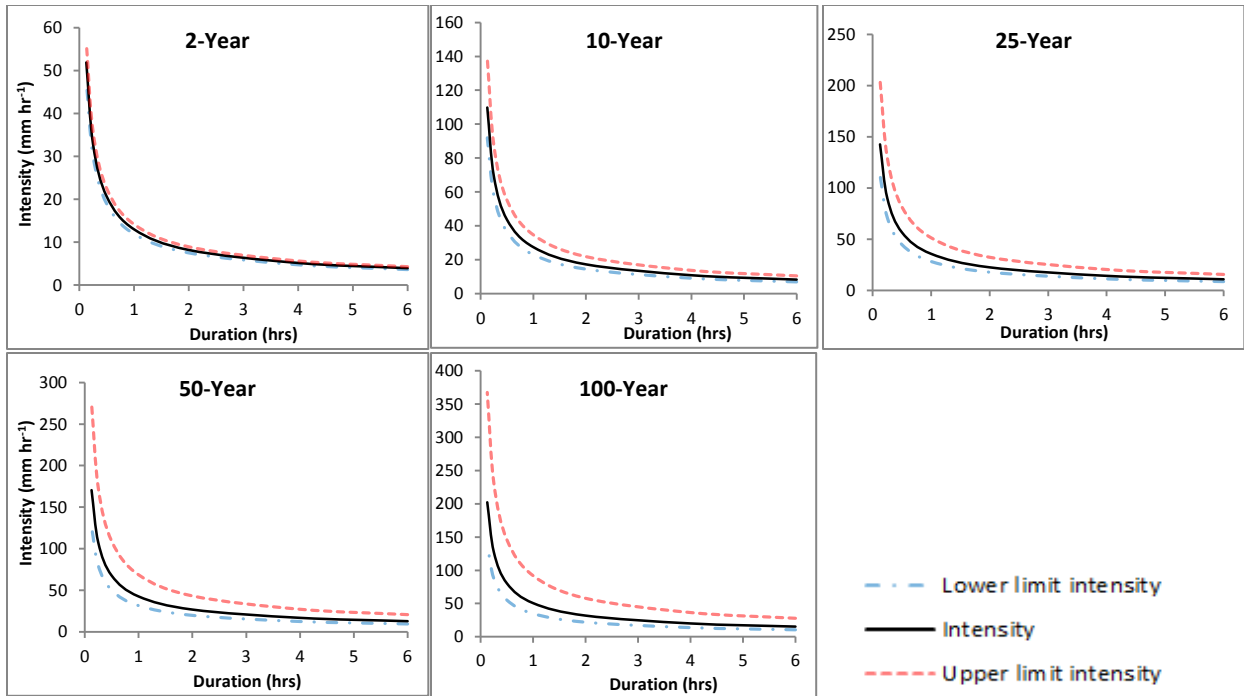 2-Year
Intensity (mm hr-1)
60
50
40
30
20
10
0
0 1 2 3 4 5 6
Duration (hrs)
10-Year
160
140
120
100
80
60
40
20
0
0 1 2 3 4 5 6
Duration (hrs)
25-Year
250
200
150
100
50
0
0 1 2 3 4 5 6
Duration (hrs)
50-Year
Intensity (mm hr-1)
300
250
200
150
100
50
0
0 1 2 3 4 5 6
Duration (hrs)
100-Year
400
350
300
250
200
150
100
50
0
0 1 2 3 4 5 6
Duration (hrs)
Lower limit intensity
Intensity
Upper limit intensity